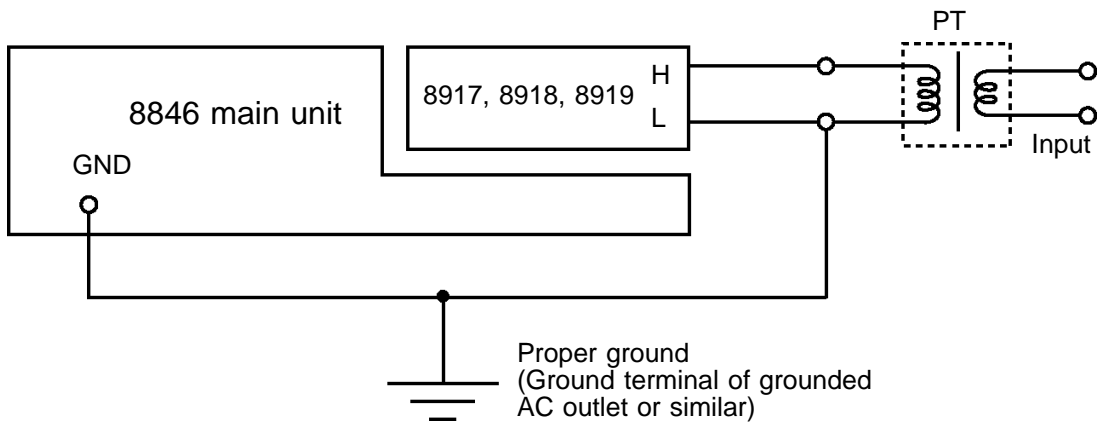 PT
8846 main unit
8917, 8918, 8919
H
L
Input
GND
Proper ground
(Ground terminal of grounded
AC outlet or similar)